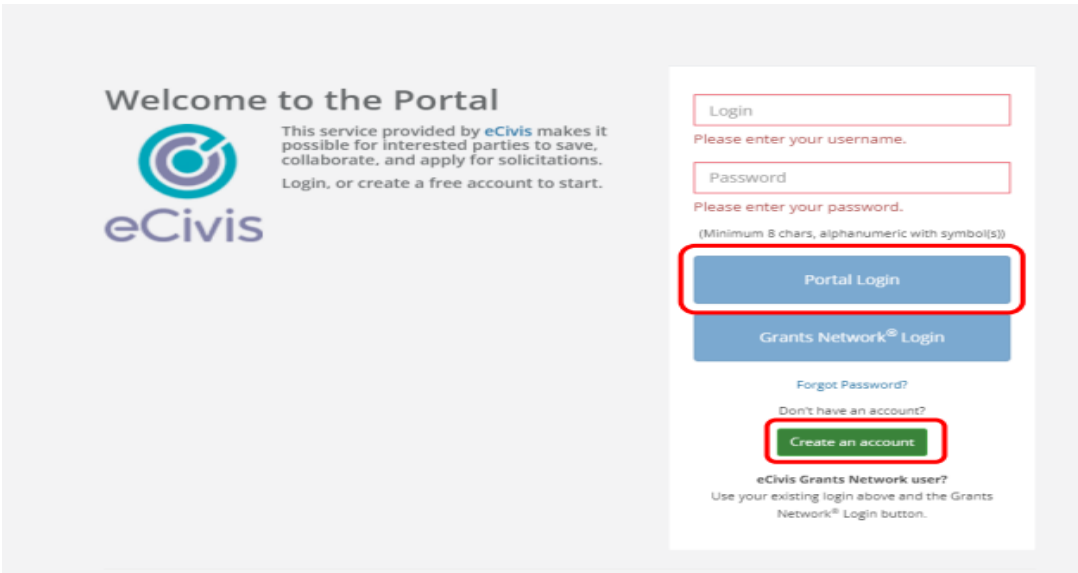 Welcome to the Portal
This service provided by eCivis makes it
possible for interested parties to save,
collaborate, and apply for solicitations.
Login, or create a free account to start.
eCivis
Login
Please enter your username.
Password
Please enter your password.
(Minimum 8 chars, alphanumeric with symbol(s))
Portal Login
Grants Network® Login
Forgot Password?
Don't have an account?
Create an account
eCivis Grants Network user?
Use your existing login above and the Grants
Network® Login button.